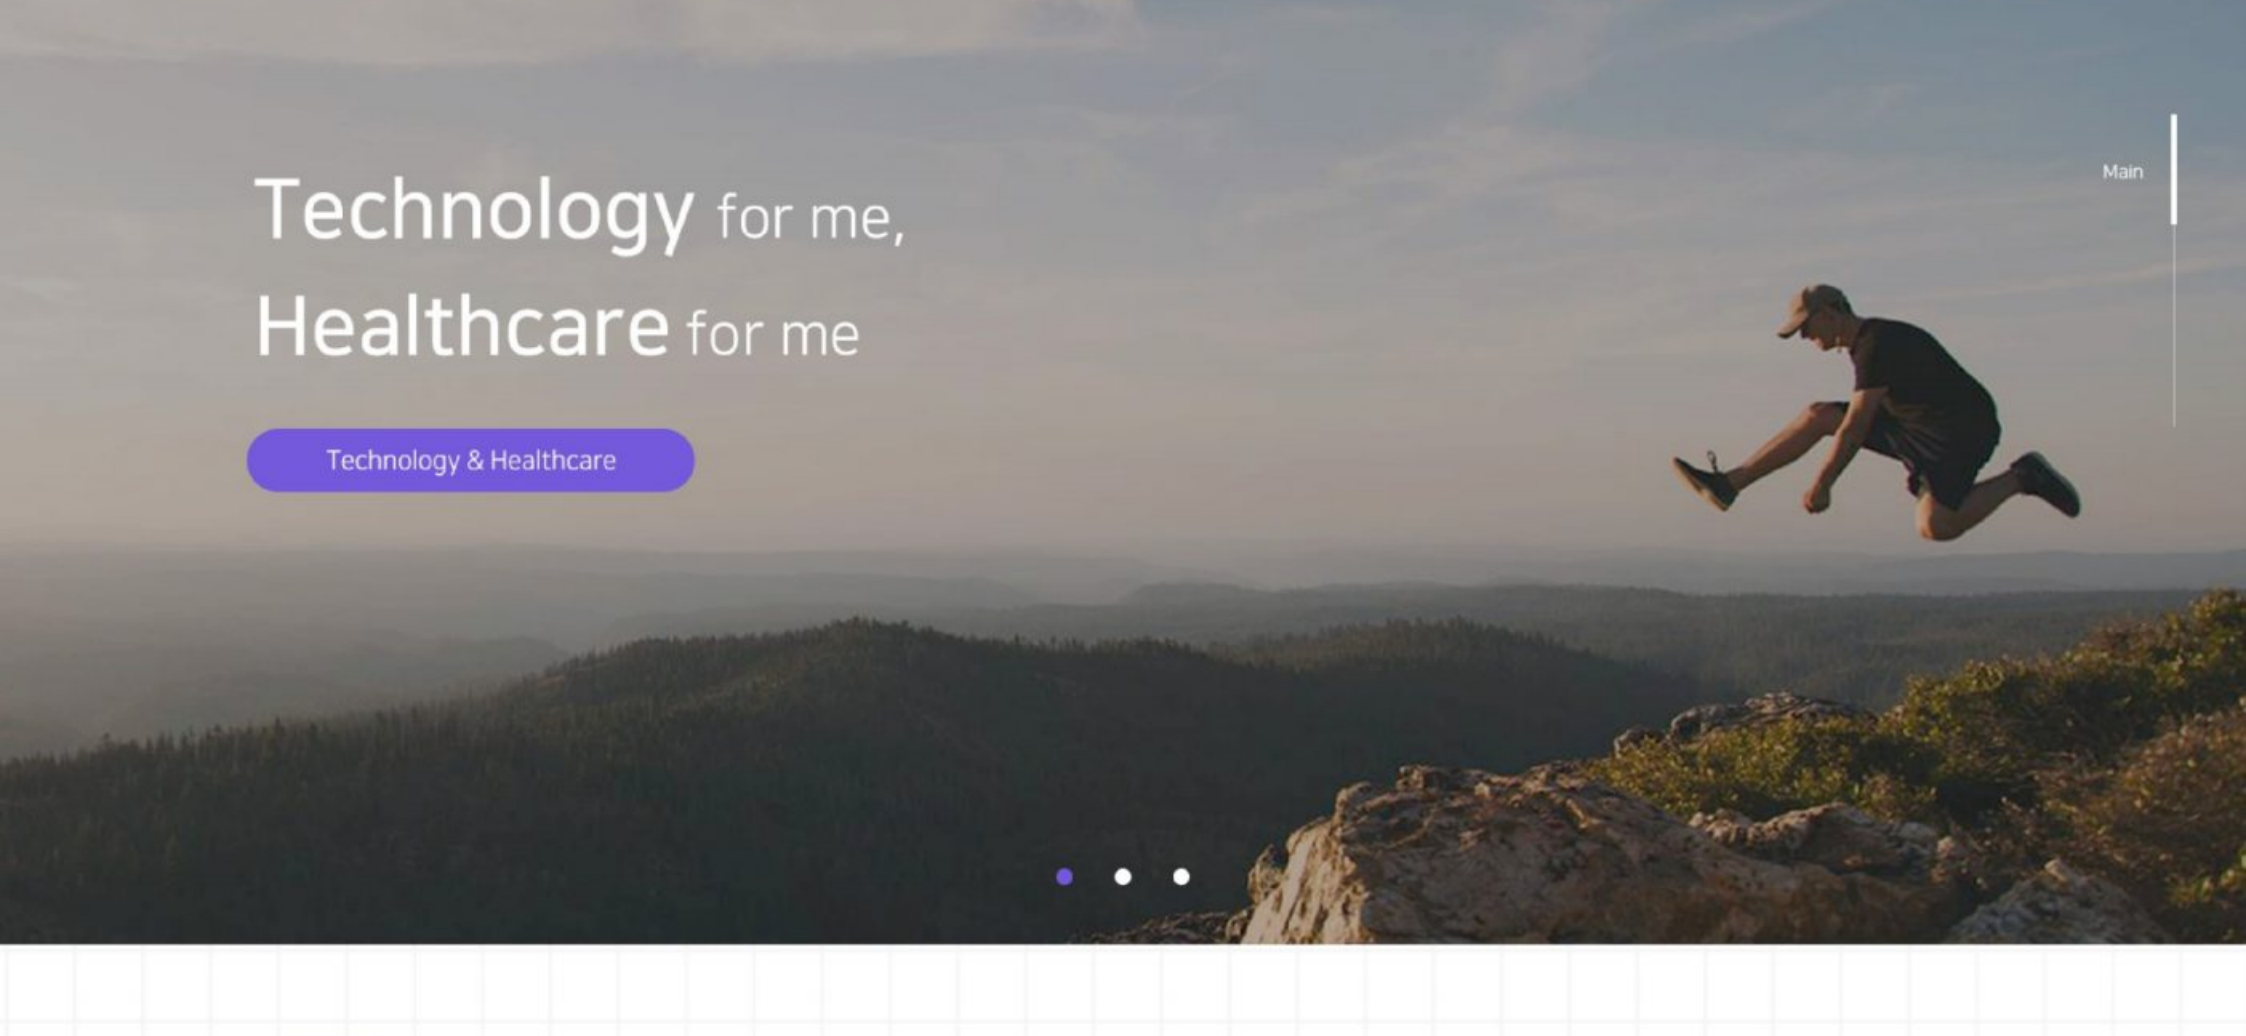 Technology for me,
Healthcare for me
Technology & Healthcare
Main